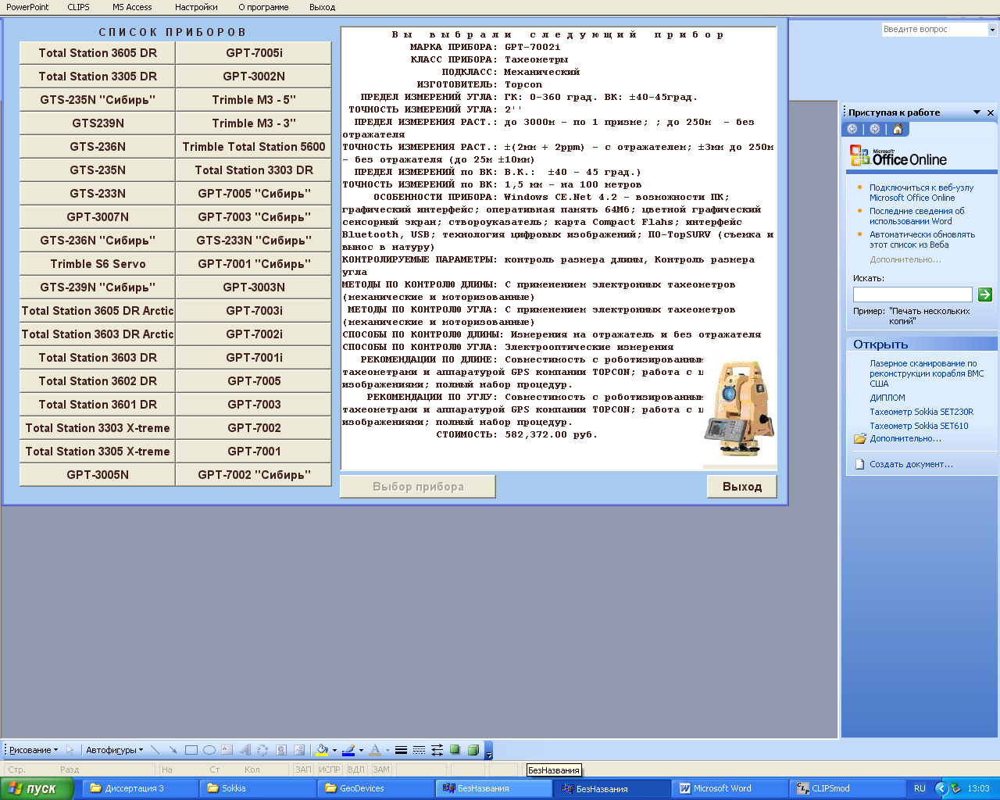 PowerPoint CLIPS MS Access Настройки О программе Выход
Введите вопрос
СПИСОК ПРИБОРОВ
Total Station 3605 DR GPT-7005i
Total Station 3305 DR GPT-3002N
GTS-235N "Сибирь" Trimble M3 - 5"
GTS239N Trimble M3 - 3"
GTS-236N Trimble Total Station 5600
GTS-235N Total Station 3303 DR
GTS-233N GPT-7005 "Сибирь"
GPT-3007N GPT-7003 "Сибирь"
GTS-236N "Сибирь" GTS-233N "Сибирь"
Trimble S6 Servo GPT-7001 "Сибирь"
GTS-239N "Сибирь" GPT-3003N
Total Station 3605 DR Arctic GPT-7003i
Total Station 3603 DR Arctic GPT-7002i
Total Station 3603 DR GPT-7001i
Total Station 3602 DR GPT-7005
Total Station 3601 DR GPT-7003
Total Station 3303 X-treme GPT-7002
Total Station 3305 X-treme GPT-7001
GPT-3005N GPT-7002 "Сибирь"
Вы выбрали следующий прибор
МАРКА ПРИБОРА: GPT-7002i
КЛАСС ПРИБОРА: Тахеометры
ПОДКЛАСС: Механический
ИЗГОТОВИТЕЛЬ: Topcon
ПРЕДЕЛ ИЗМЕРЕНИЙ УГЛА: ГК: 0-360 град. ВК: ±40-45град.
ТОЧНОСТЬ ИЗМЕРЕНИЯ УГЛА: 2''
ПРЕДЕЛ ИЗМЕРЕНИЯ РАСТ.: до 3000м - по 1 призме; ; до 250м - без
отражателя
ТОЧНОСТЬ ИЗМЕРЕНИЯ РАСТ.: ±(2мм + 2ppm) - с отражателем; ±3мм до 250м
- без отражателя (до 25м ±10мм)
ПРЕДЕЛ ИЗМЕРЕНИЙ по ВК: В.К.: ±40 - 45 град.)
ТОЧНОСТЬ ИЗМЕРЕНИЙ по ВК: 1,5 мм - на 100 метров
ОСОБЕННОСТИ ПРИБОРА: Windows CE.Net 4.2 - возможности ПК;
графический интерфейс; оперативная память 64Мб; цветной графический
сенсорный экран; створоуказатель; карта Compact Flahs; интерфейс
Bluetooth, USB; технология цифровых изображений; ПО-TopSURV (съемка и
вынос в натуру)
КОНТРОЛИРУЕМЫЕ ПАРАМЕТРЫ: контроль размера длины, Контроль размера
угла
МЕТОДЫ ПО КОНТРОЛЮ ДЛИНЫ: С применением электронных тахеометров
(механические и моторизованные)
МЕТОДЫ ПО КОНТРОЛЮ УГЛА: С применением электронных тахеометров
(механические и моторизованные)
СПОСОБЫ ПО КОНТРОЛЮ ДЛИНЫ: Измерения на отражатель и без отражателя
СПОСОБЫ ПО КОНТРОЛЮ УГЛА: Электрооптические измерения
РЕКОМЕНДАЦИИ ПО ДЛИНЕ: Совместимость с роботизированным
тахеометрами и аппаратурой GPS компании TOPCON; работа с ц
изображениями; полный набор процедур.
РЕКОМЕНДАЦИИ ПО УГЛУ: Совместимость с роботизированным
тахеометрами и аппаратурой GPS компании TOPCON; работа с ц
изображениями; полный набор процедур.
СТОИМОСТЬ: 582,372.00 руб.
Выбор прибора Выход
Приступая к работе
Microsoft
Office Online
Подключиться к веб-узлу
Microsoft Office Online
Последние сведения об
использовании Word
Автоматически обновлять
этот список из Веба
Дополнительно...
Искать:
Пример: "Печать нескольких
копий"
Открыть
Лазерное сканирование по
реконструкции корабля ВМС
США
ДИПЛОМ
Тахеометр Sokkia SET230R
Тахеометр Sokkia SET610
Дополнительно...
Создать документ...
Рисование Автофигуры
Стр. Разд На Ст Кол ЗАП ИСПР ВДЛ ЗАМ
БезНазвания
пуск Диссертация 3 Sokkia GeoDevices БезНазвания БезНазвания Microsoft Word CLIPSmod RU 13:03